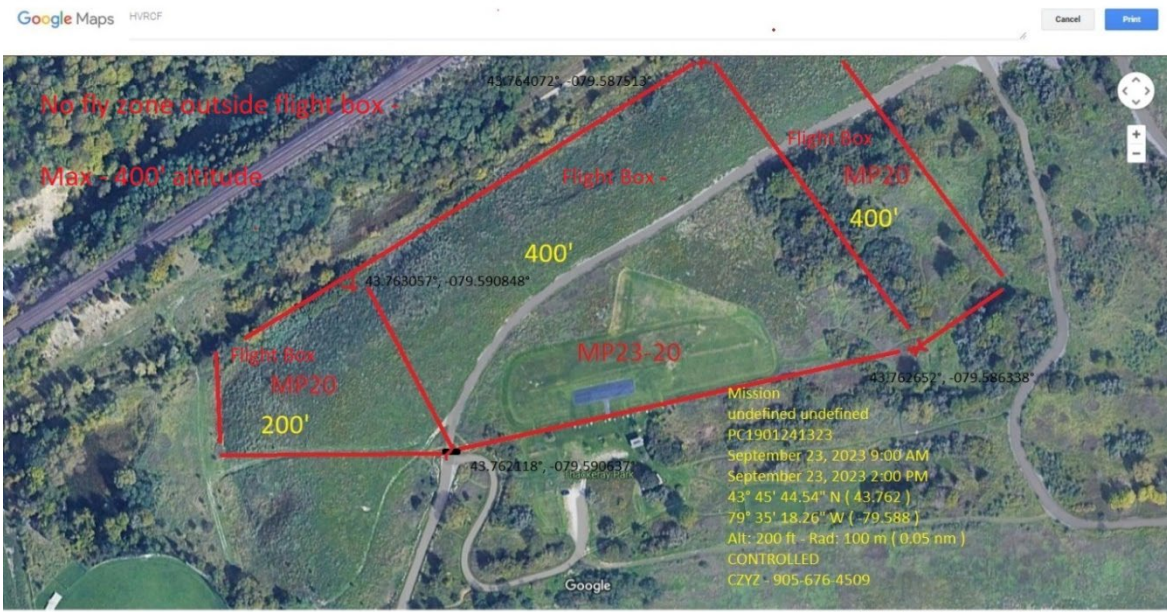 Google Maps
HVRCF
Cancel
Print
43.764072°, -079.587513°
No fly zone outside flight box -
Flight Box
Max - 400' altitude
Flight Box -
MP20
400'
400'
43.763057°, -079.590848°
Flight Box
MP20
MP23-20
200'
43.762652°, -079.586338°
Mission
undefined undefined
PC1901241323
43.762118°, -079.590637°
September 23, 2023 9:00 AM
September 23, 2023 2:00 PM
43° 45' 44.54" N ( 43.762 )
79° 35' 18.26" W ( -79.588 )
Alt: 200 ft - Rad: 100 m ( 0.05 nm )
CONTROLLED
CZYZ - 905-676-4509
Google